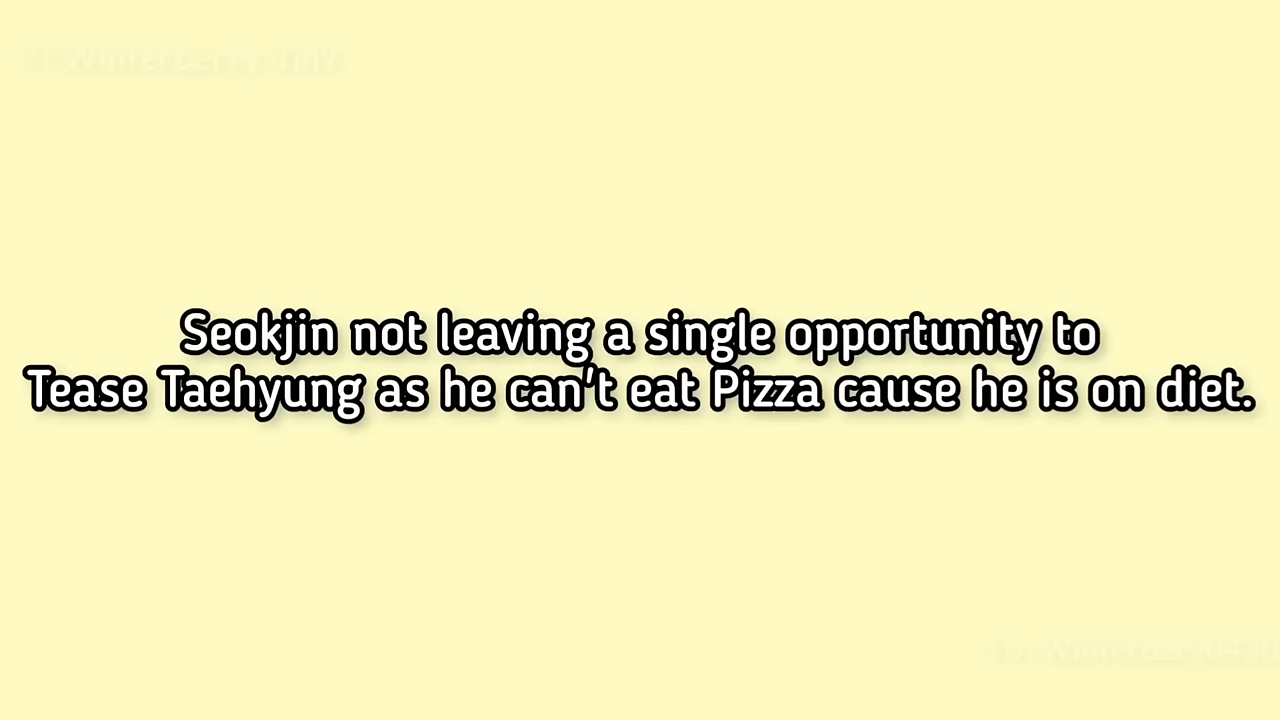 Seokjin not leaving a single opportunity to
Tease Taehyung as he can't eat Pizza cause he is on diet.